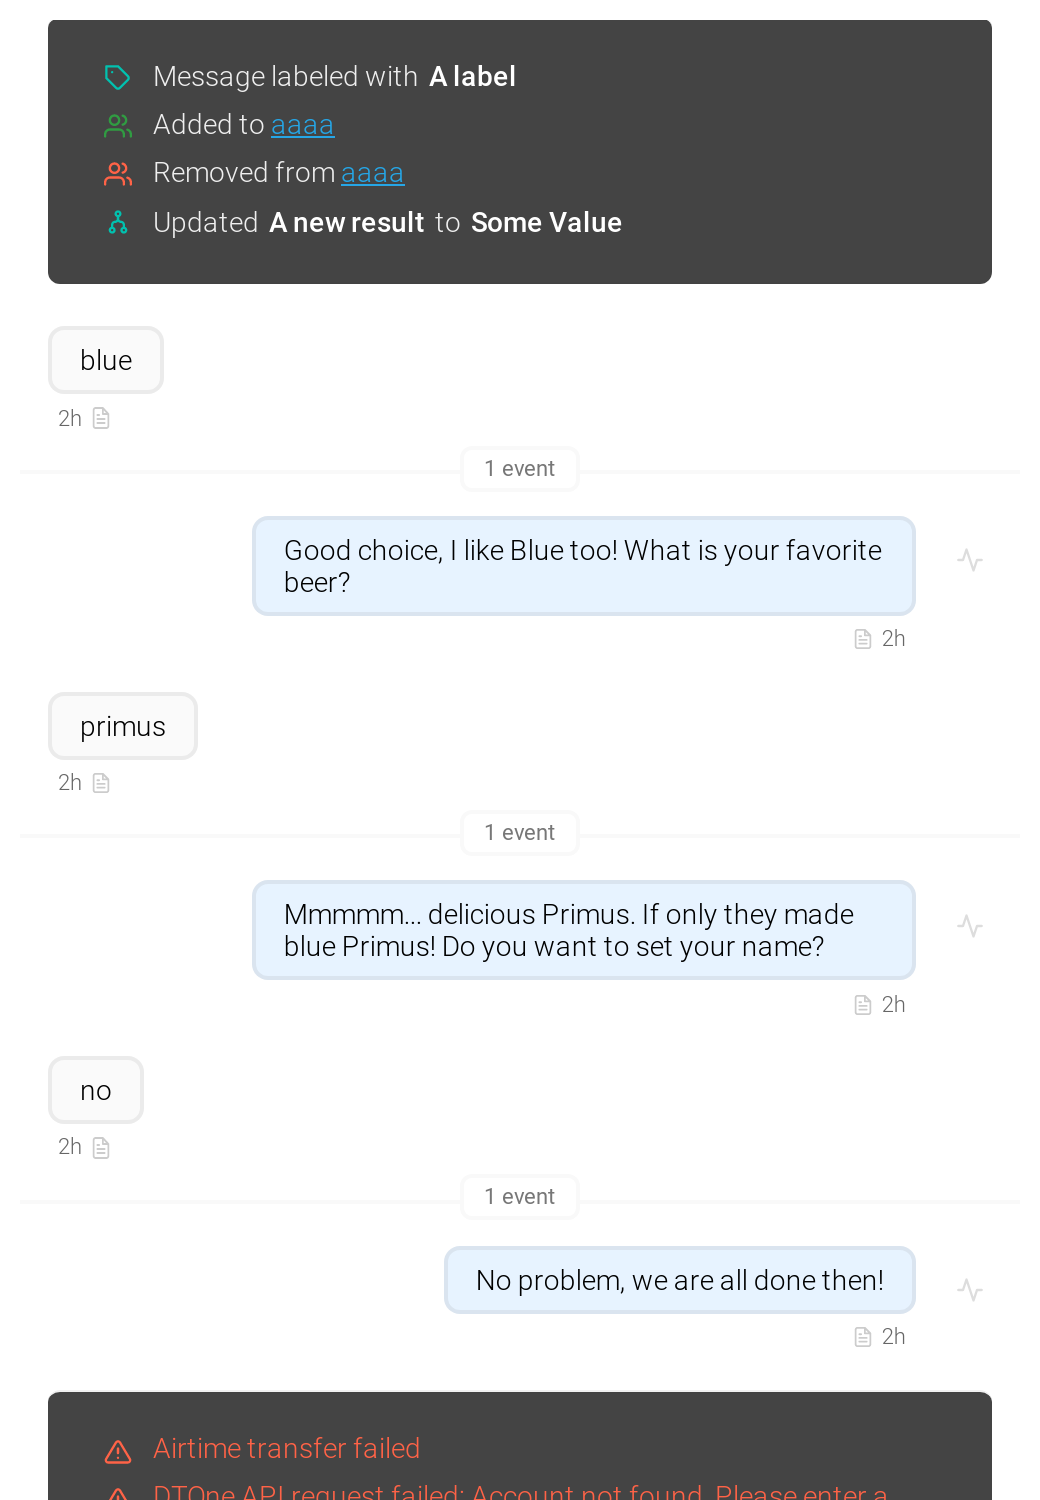 Message labeled with A label
Added to aaaa
Removed from aaaa
Updated A new result to Some Value
blue
2h
1 event
Good choice, I like Blue too! What is your favorite
beer?
2h
primus
2h
1 event
Mmmmm... delicious Primus. If only they made
blue Primus! Do you want to set your name?
2h
no
2h
1 event
No problem, we are all done then!
2h
Airtime transfer failed
DTOne API request failed: Account not found. Please enter a